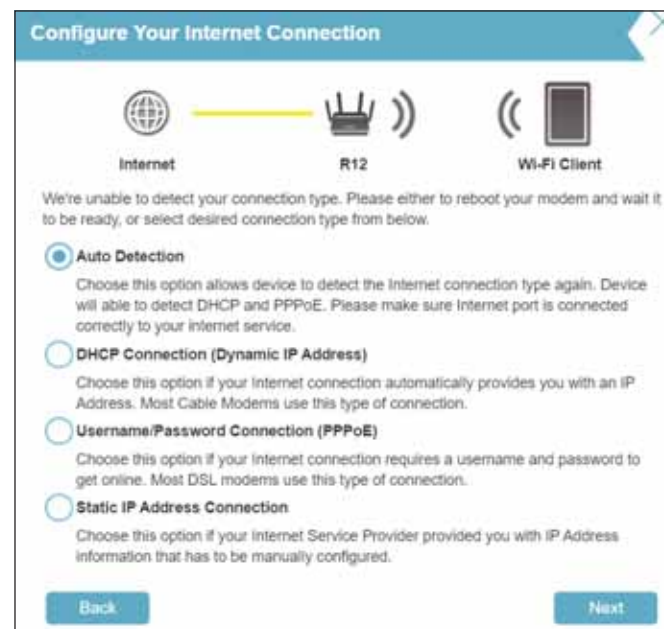 Configure Your Internet Connection
Internet
R12
Wi-Fi Client
We're unable to detect your connection type. Please either to reboot your modem and wait it
to be ready, or select desired connection type from below.
Auto Detection
Choose this option allows device to detect the Internet connection type again. Device
will able to detect DHCP and PPPoE. Please make sure Internet port is connected
correctly to your internet service.
DHCP Connection (Dynamic IP Address)
Choose this option if your Internet connection automatically provides you with an IP
Address. Most Cable Modems use this type of connection.
Username/Password Connection (PPPoE)
Choose this option if your Internet connection requires a username and password to
get online. Most DSL modems use this type of connection.
Static IP Address Connection
Choose this option if your Internet Service Provider provided you with IP Address
information that has to be manually configured.
Back
Next